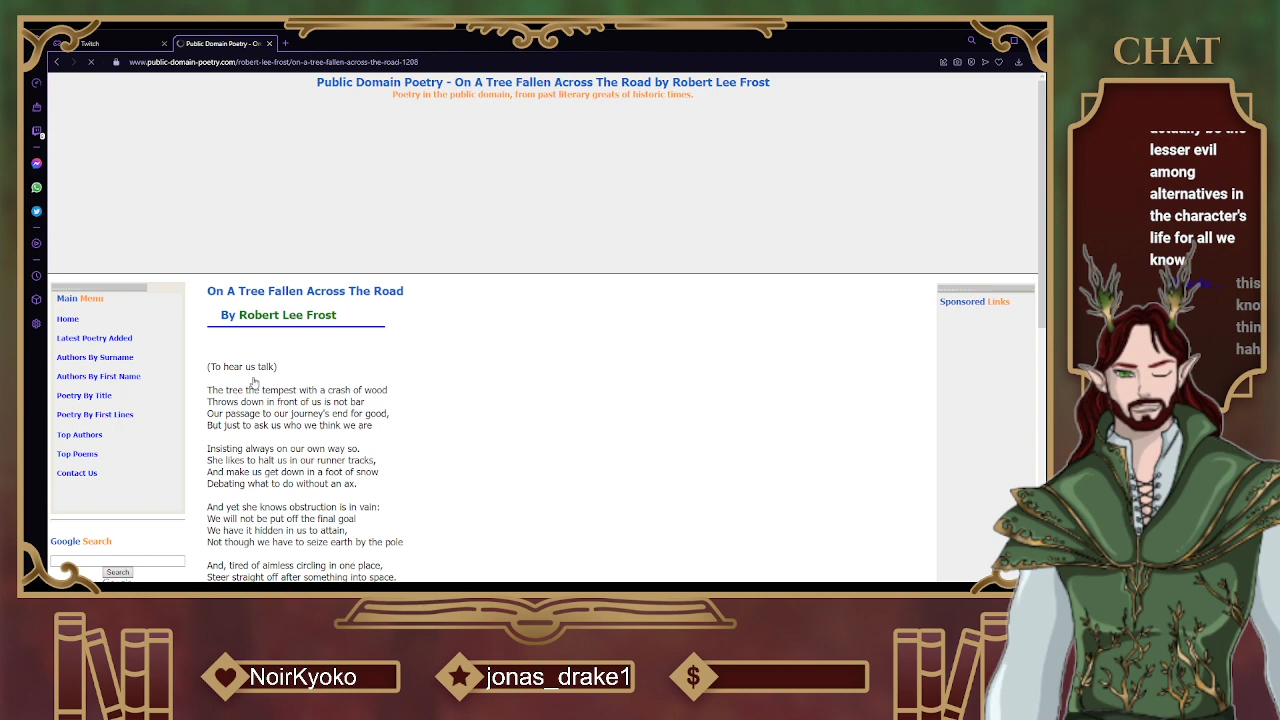 Twitch
Public Domain Poetry - On
www.public-domain-poetry.com/robert-lee-frost/on-a-tree-fallen-across-the-road-1208
Public Domain Poetry - On A Tree Fallen Across The Road by Robert Lee Frost
Poetry in the public domain, from past literary greats of historic times.
Main Menu
Home
Latest Poetry Added
Authors By Surname
Authors By First Name
Poetry By Title
Poetry By First Lines
Top Authors
Top Poems
Contact Us
Google Search
Search
On A Tree Fallen Across The Road
By Robert Lee Frost
(To hear us talk)
The tree the tempest with a crash of wood
Throws down in front of us is not bar
Our passage to our journey's end for good,
But just to ask us who we think we are
Insisting always on our own way so.
She likes to halt us in our runner tracks,
And make us get down in a foot of snow
Debating what to do without an ax.
And yet she knows obstruction is in vain:
We will not be put off the final goal
We have it hidden in us to attain,
Not though we have to seize earth by the pole
And, tired of aimless circling in one place,
Steer straight off after something into space.
Sponsored Links
CHAT
actually be the
lesser evil
among
alternatives in
the character's
life for all we
know
this
kno
thin
hah
NoirKyoko
jonas_drake1
$